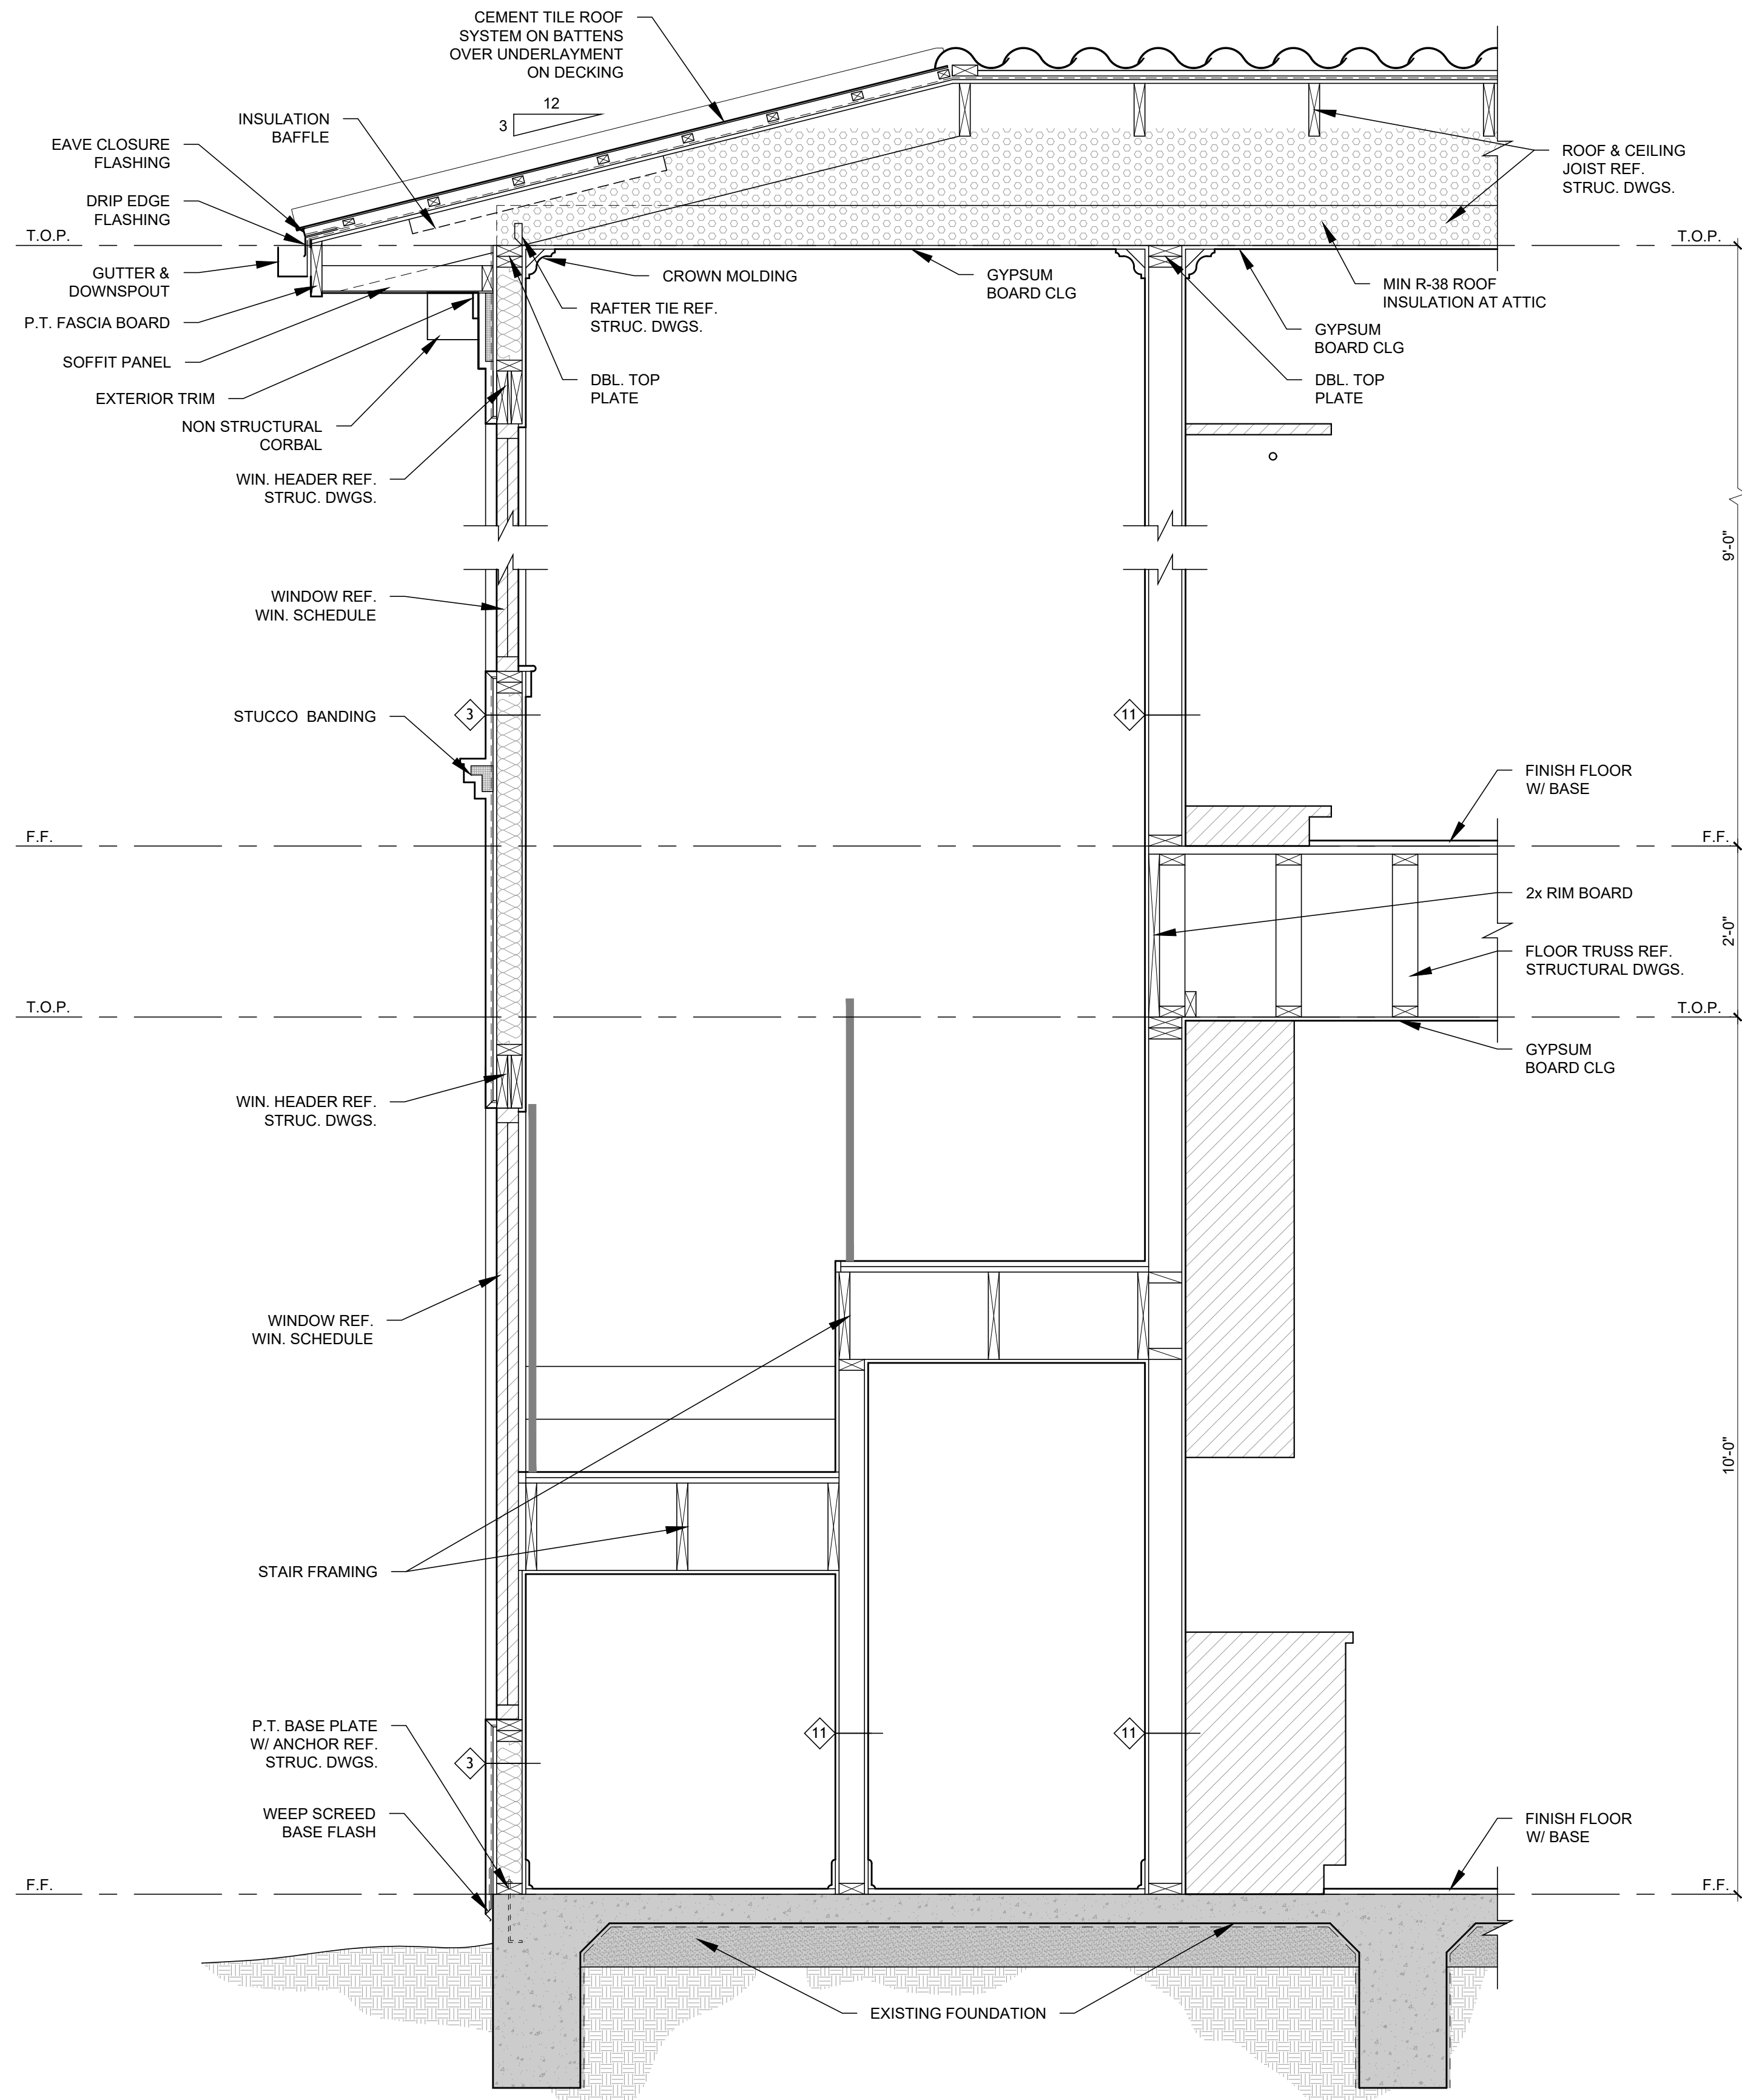 CEMENT TILE ROOF
SYSTEM ON BATTENS
OVER UNDERLAYMENT
ON DECKING
12
3
INSULATION
BAFFLE
EAVE CLOSURE
FLASHING
DRIP EDGE
FLASHING
ROOF & CEILING
JOIST REF.
STRUC. DWGS.
T.O.P.
T.O.P.
GUTTER &
DOWNSPOUT
P.T. FASCIA BOARD
SOFFIT PANEL
EXTERIOR TRIM
NON STRUCTURAL
CORBAL
WIN. HEADER REF.
STRUC. DWGS.
CROWN MOLDING
RAFTER TIE REF.
STRUC. DWGS.
DBL. TOP
PLATE
GYPSUM
BOARD CLG
MIN R-38 ROOF
INSULATION AT ATTIC
GYPSUM
BOARD CLG
DBL. TOP
PLATE
9'-0"
WINDOW REF.
WIN. SCHEDULE
STUCCO BANDING
3
11
FINISH FLOOR
W/ BASE
F.F.
F.F.
2x RIM BOARD
2'-0"
FLOOR TRUSS REF.
STRUCTURAL DWGS.
T.O.P.
T.O.P.
GYPSUM
BOARD CLG
WIN. HEADER REF.
STRUC. DWGS.
WINDOW REF.
WIN. SCHEDULE
10'-0"
STAIR FRAMING
P.T. BASE PLATE
W/ ANCHOR REF.
STRUC. DWGS.
3
11
11
WEEP SCREED
BASE FLASH
FINISH FLOOR
W/ BASE
F.F.
F.F.
EXISTING FOUNDATION